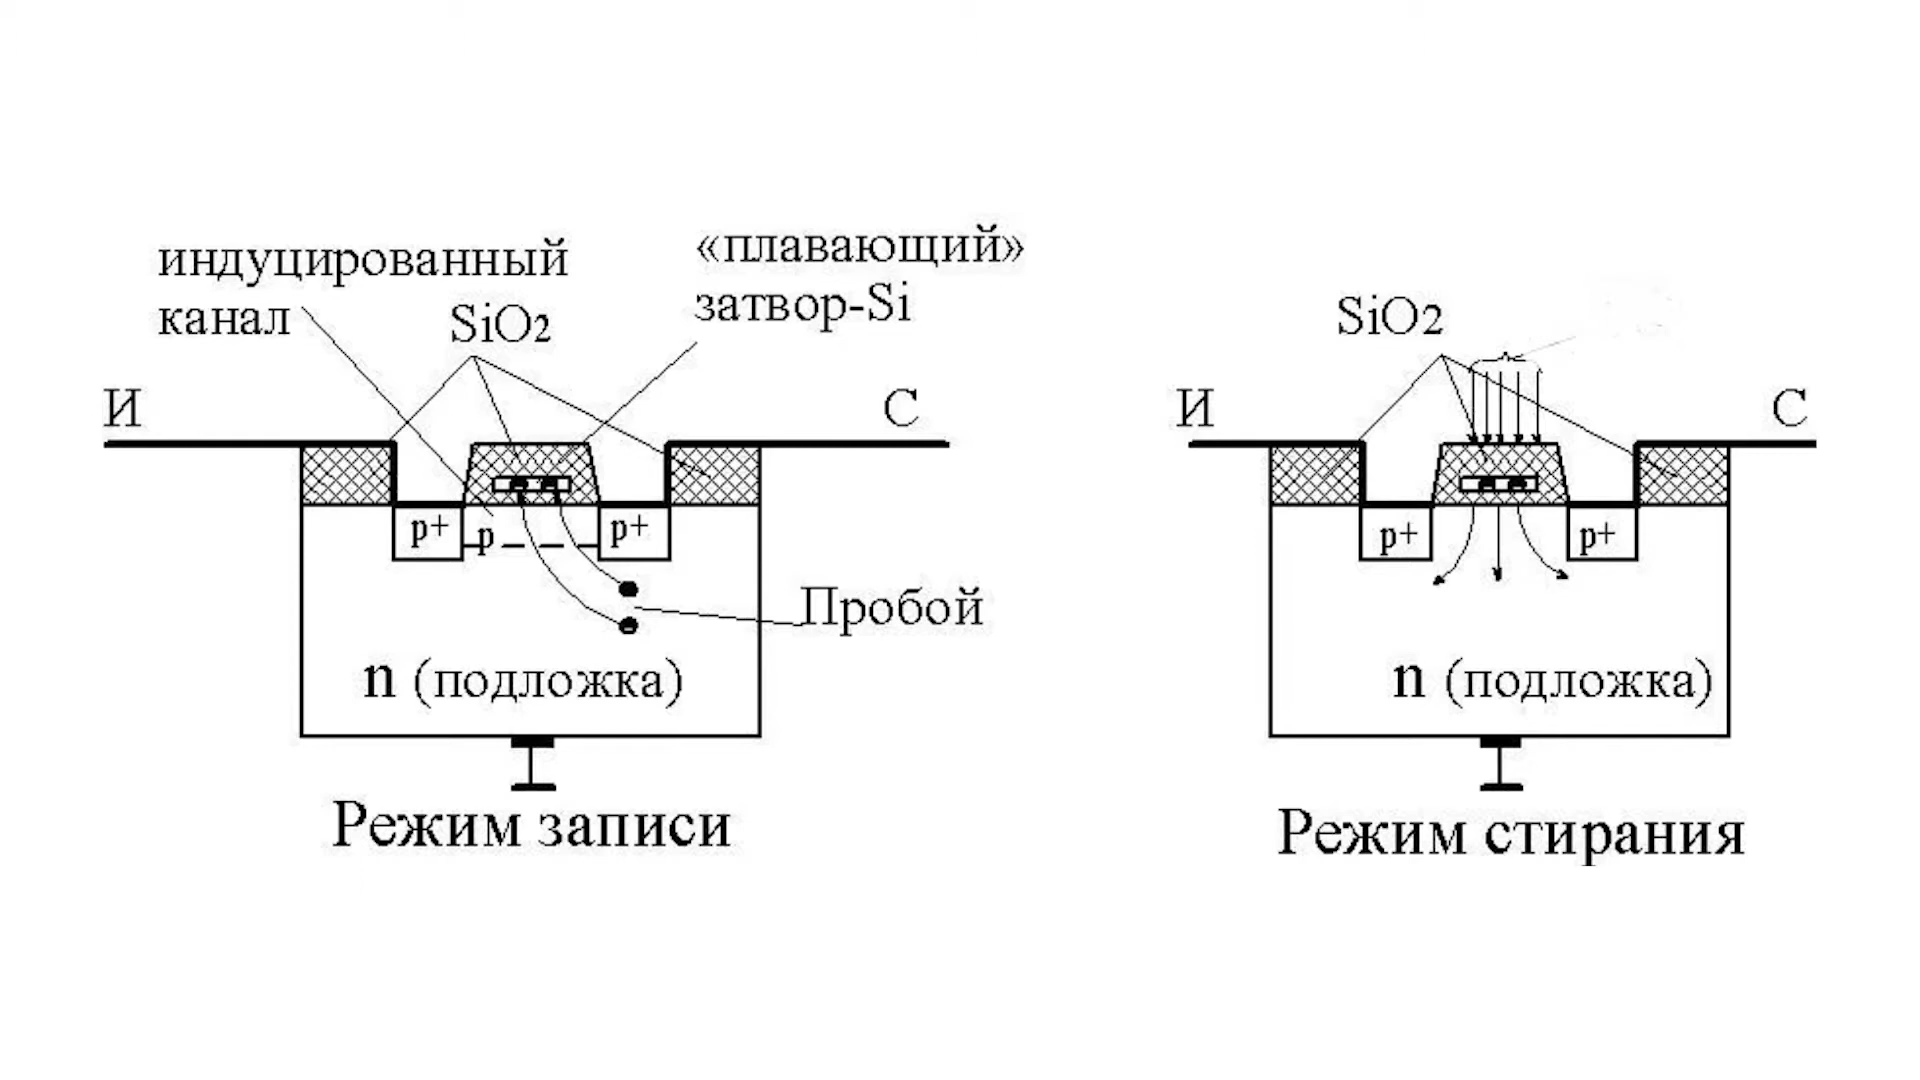 индуцированный
канал
SiO2
«плавающий»
затвор-Si
И
С
p+
p
p+
Пробой
n (подложка)
Режим записи
SiO2
И
С
p+
p+
n (подложка)
Режим стирания